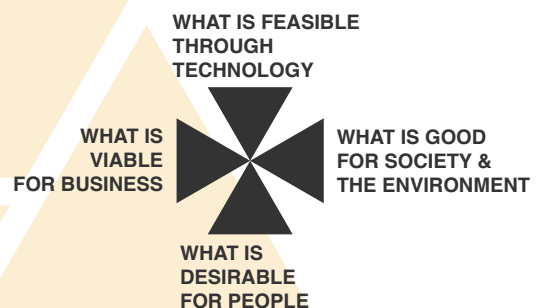 WHAT IS FEASIBLE
THROUGH
TECHNOLOGY
WHAT IS
VIABLE
FOR BUSINESS
WHAT IS GOOD
FOR SOCIETY &
THE ENVIRONMENT
WHAT IS
DESIRABLE
FOR PEOPLE